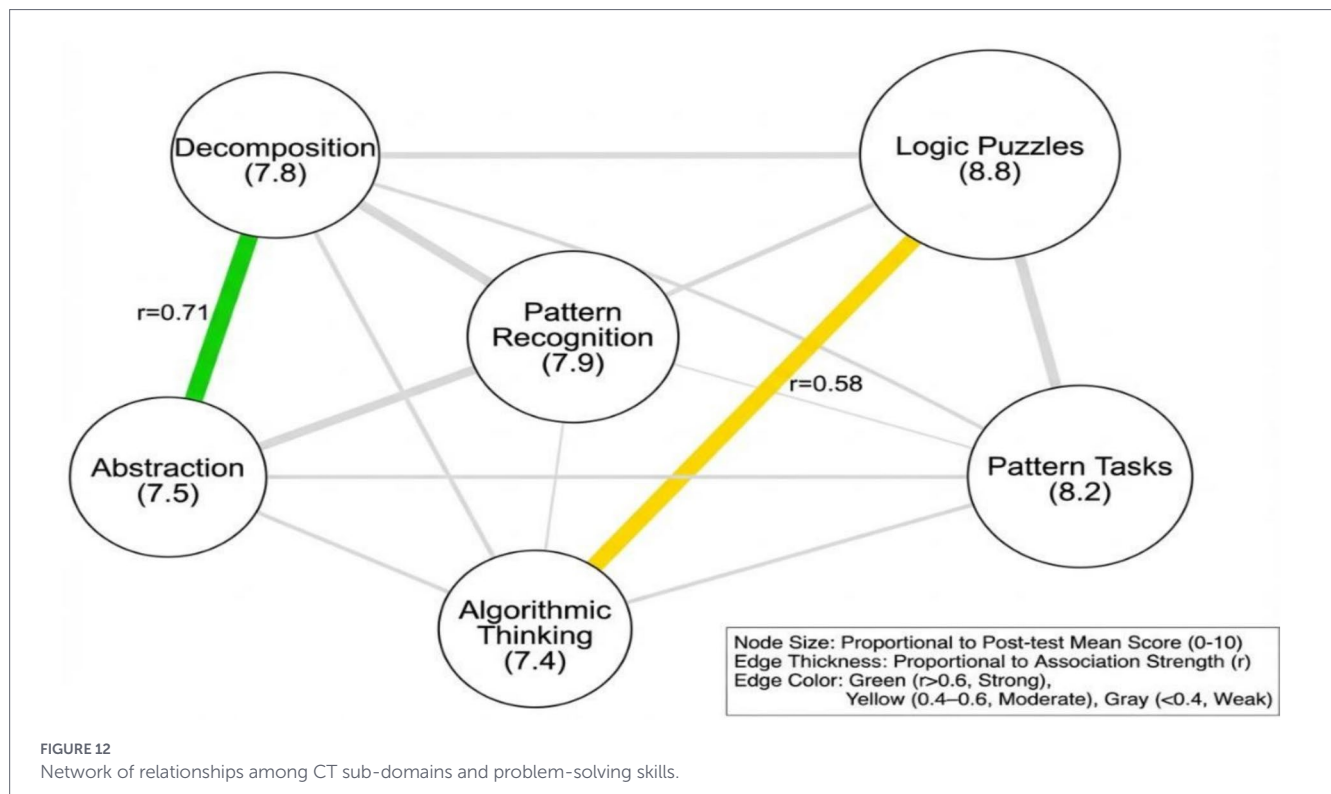 Decomposition
(7.8)
Logic Puzzles
(8.8)
r=0.71
Pattern
Recognition
(7.9)
r=0.58
Abstraction
(7.5)
Pattern Tasks
(8.2)
Algorithmic
Thinking
(7.4)
Node Size: Proportional to Post-test Mean Score (0-10)
Edge Thickness: Proportional to Association Strength (r)
Edge Color: Green (r>0.6, Strong),
Yellow (0.4–0.6, Moderate), Gray (<0.4, Weak)
FIGURE 12
Network of relationships among CT sub-domains and problem-solving skills.